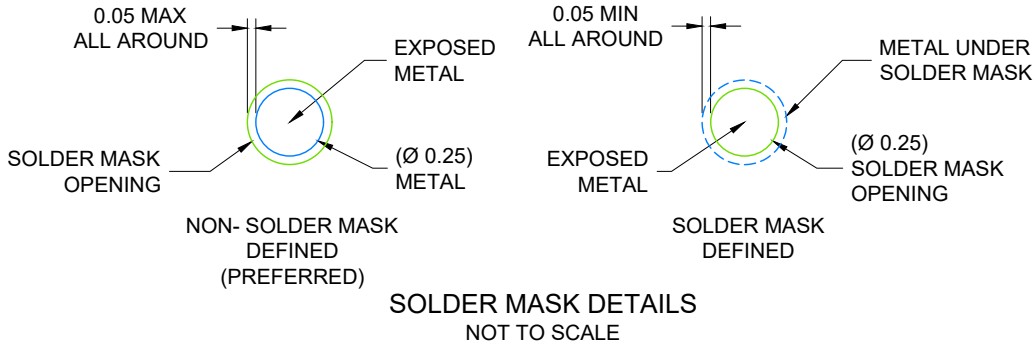 0.05 MAX
ALL AROUND
EXPOSED
METAL
SOLDER MASK
OPENING
(Ø 0.25)
METAL
NON- SOLDER MASK
DEFINED
(PREFERRED)
0.05 MIN
ALL AROUND
METAL UNDER
SOLDER MASK
EXPOSED
METAL
(Ø 0.25)
SOLDER MASK
OPENING
SOLDER MASK
DEFINED
SOLDER MASK DETAILS
NOT TO SCALE